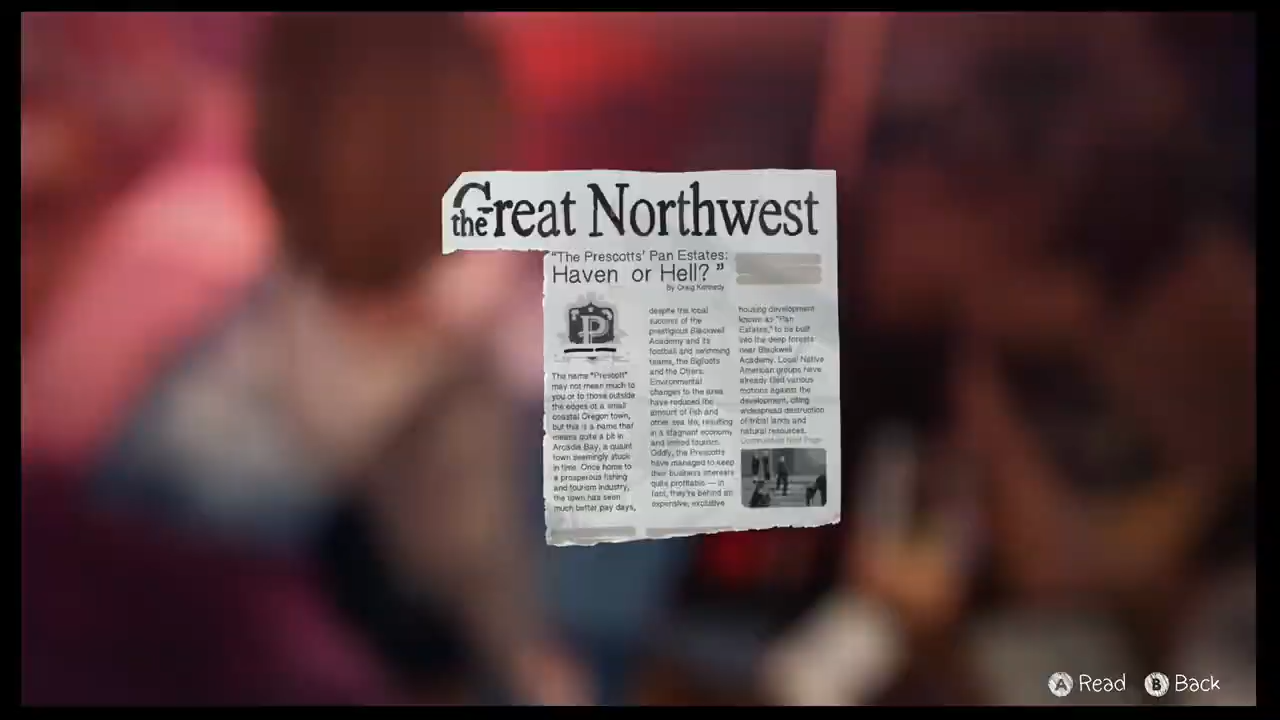 the Great Northwest
"The Prescotts' Pan Estates:
Haven or Hell? "
By Craig Kennedy
P
The name "Prescott"
may not mean much to
you or to those outside
the edges of a small
coastal Oregon town,
but this is a name that
means quite a bit in
Arcadia Bay, a quaint
town seemingly stuck
in time. Once home to
a prosperous fishing
and tourism industry,
the town has seen
much better pay days,
despite the local
success of the
prestigious Blackwell
Academy and its
football and swimming
teams, the Bigfoots
and the Otters.
Environmental
changes to the area
have reduced the
amount of fish and
other sea life, resulting
in a stagnant economy
and limited tourism.
Oddly, the Prescotts
have managed to keep
their business interests
quite profitable — in
fact, they're behind an
expensive, exclusive
housing development
known as "Pan
Estates," to be built
into the deep forests
near Blackwell
Academy. Local Native
American groups have
already filed various
motions against the
development, citing
widespread destruction
of tribal lands and
natural resources.
Next Page
A Read B Back